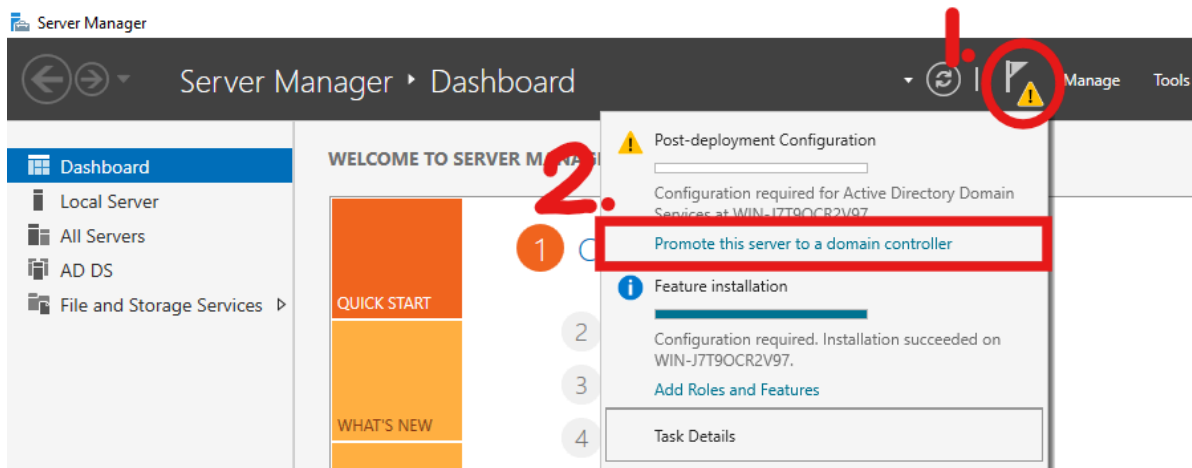 Server Manager
1.
Server Manager ‣ Dashboard
Manage Tools
Dashboard
Local Server
All Servers
AD DS
File and Storage Services
WELCOME TO SERVER MANAG
2.
QUICK START
WHAT'S NEW
1
2
3
4
Post-deployment Configuration
Configuration required for Active Directory Domain
Services at WIN-J7T9OCR2V97
Promote this server to a domain controller
Feature installation
Configuration required. Installation succeeded on
WIN-J7T9OCR2V97.
Add Roles and Features
Task Details